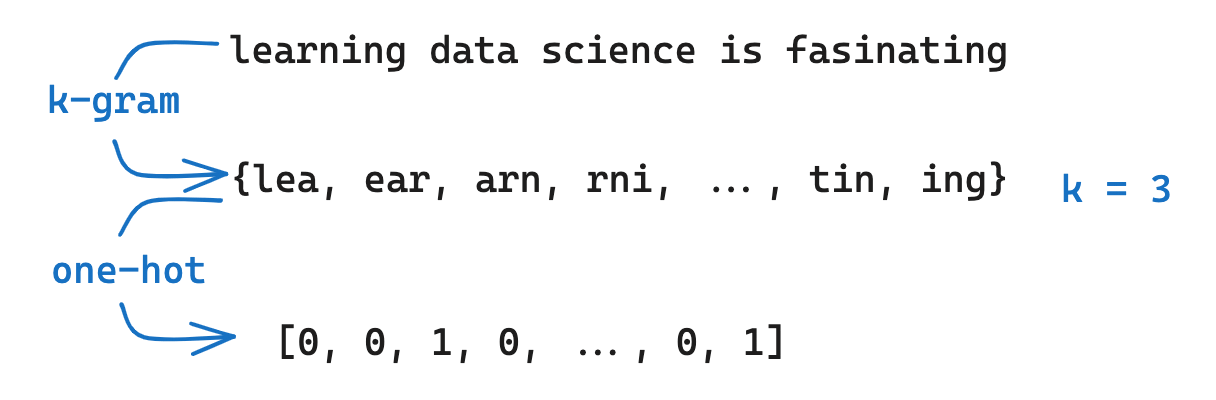 learning data science is fasinating
k-gram
{lea, ear, arn, rni, ..., tin, ing} k = 3
one-hot
[0, 0, 1, 0, ..., 0, 1]